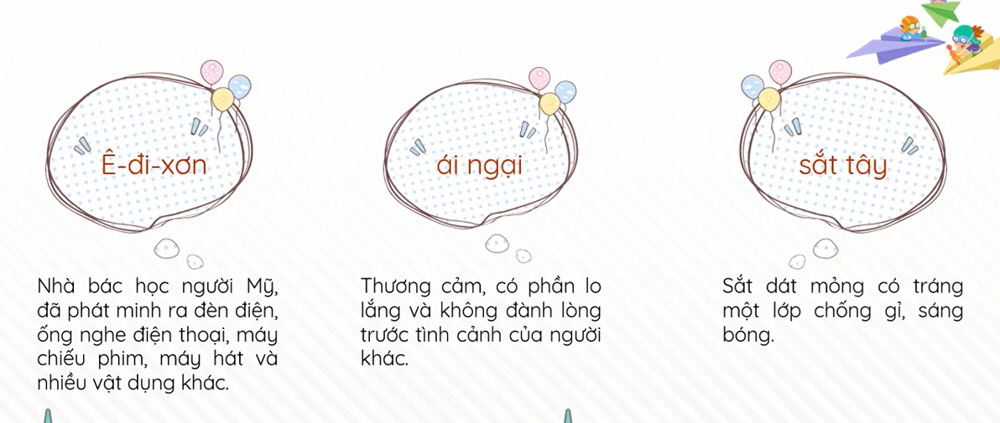 Ê-đi-xơn
Nhà bác học người Mỹ,
đã phát minh ra đèn điện,
ống nghe điện thoại, máy
chiếu phim, máy hát và
nhiều vật dụng khác.
ái ngại
Thương cảm, có phần lo
lắng và không đành lòng
trước tình cảnh của người
khác.
sắt tây
Sắt dát mỏng có tráng
một lớp chống gỉ, sáng
bóng.